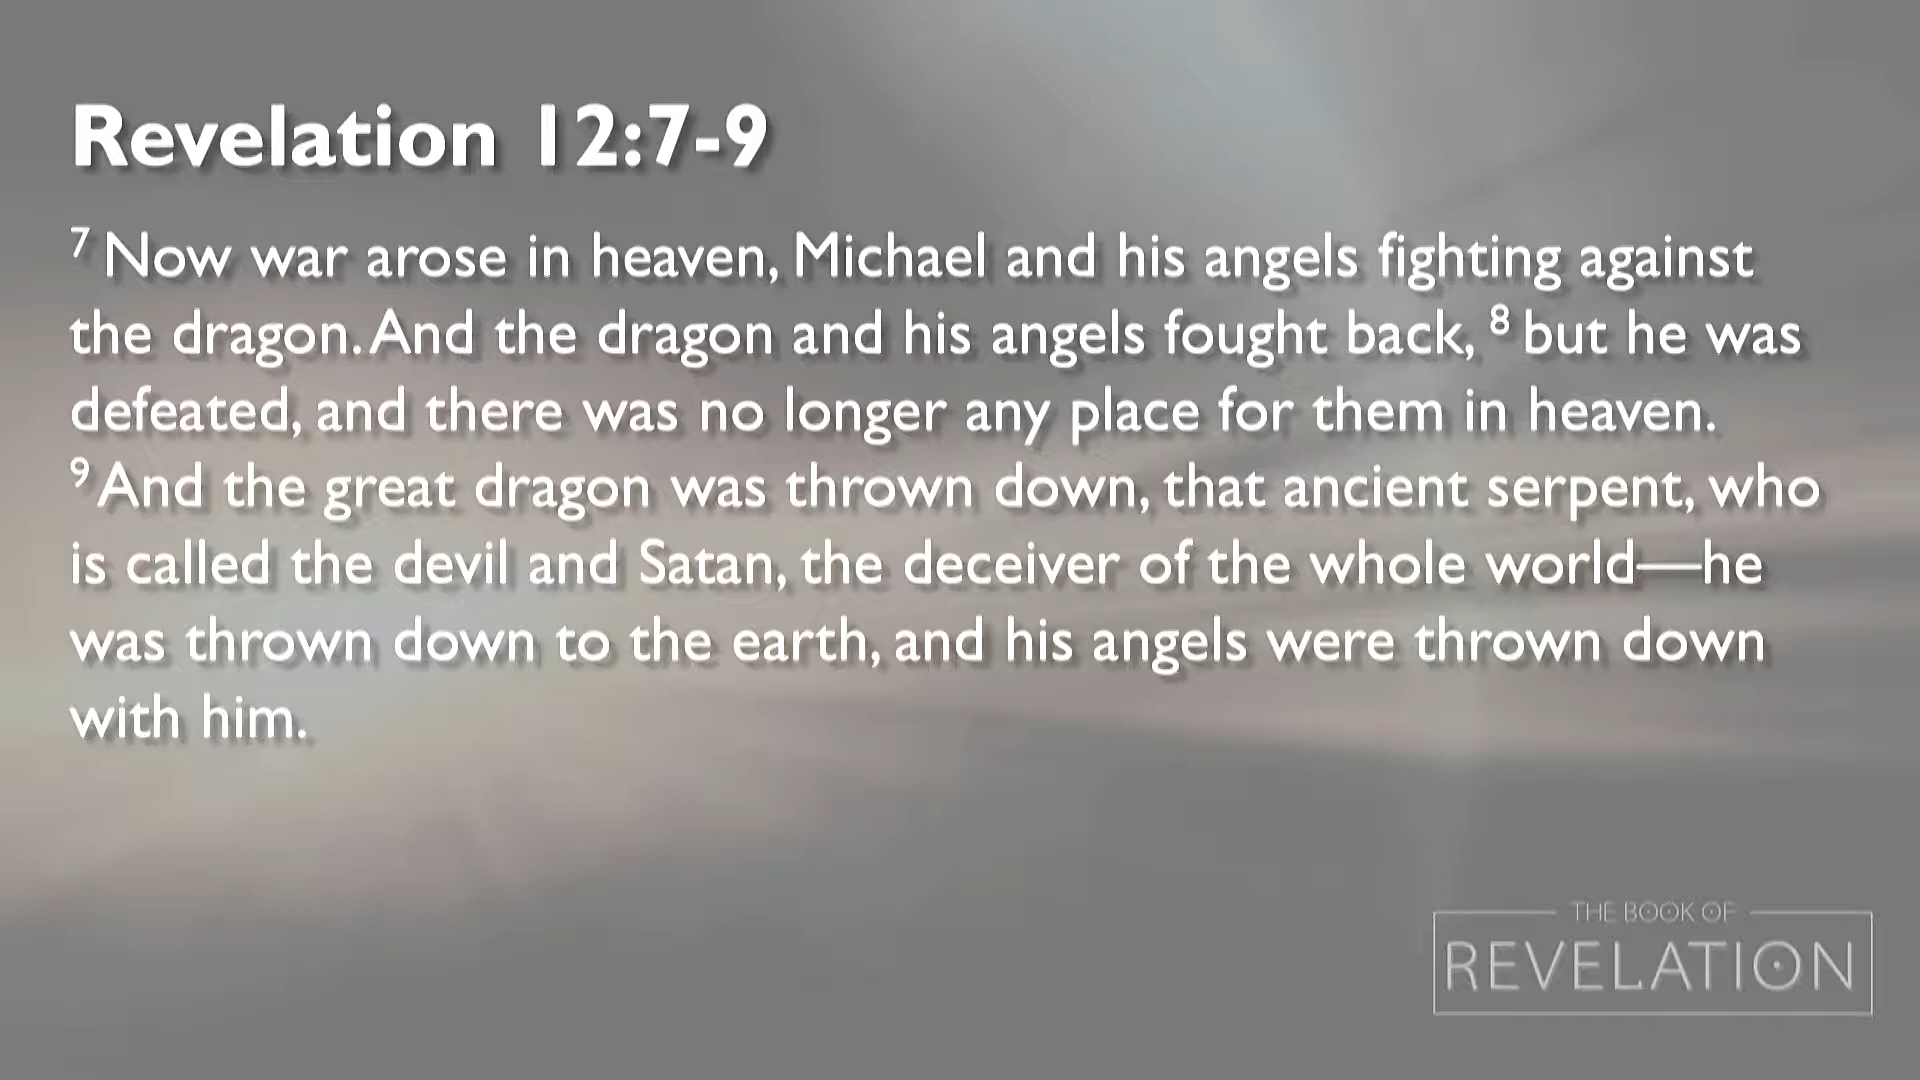 Revelation 12:7-9
7 Now war arose in heaven, Michael and his angels fighting against
the dragon. And the dragon and his angels fought back, 8 but he was
defeated, and there was no longer any place for them in heaven.
9 And the great dragon was thrown down, that ancient serpent, who
is called the devil and Satan, the deceiver of the whole world—he
was thrown down to the earth, and his angels were thrown down
with him.
THE BOOK OF
REVELATION